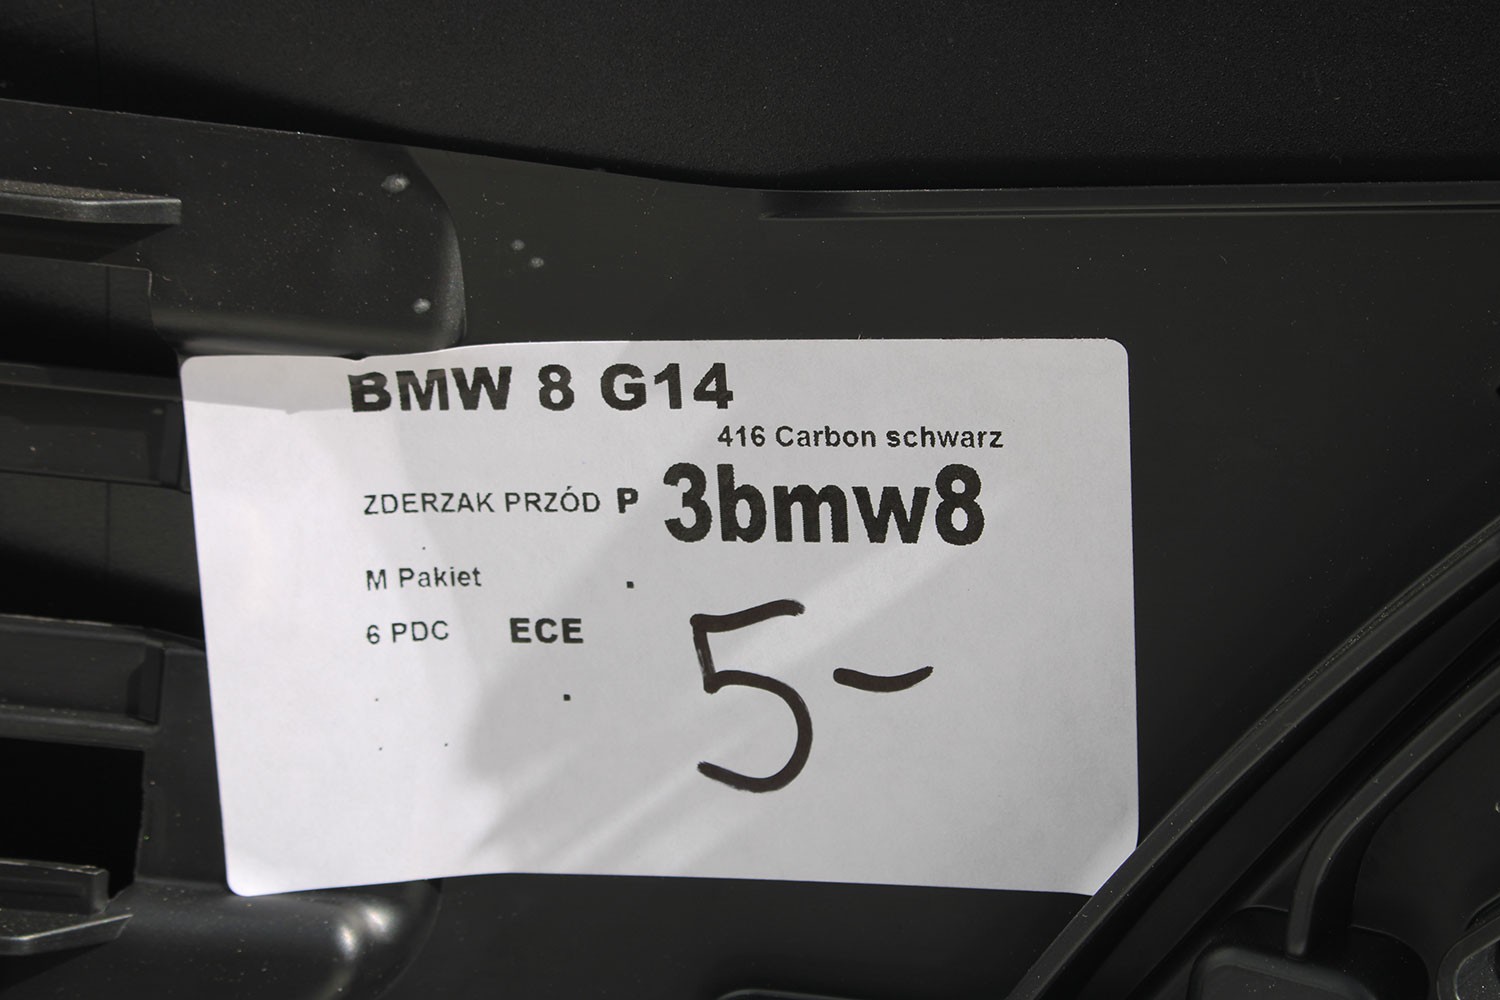 BMW 8 G14
416 Carbon schwarz
ZDERZAK PRZÓD P 3bmw8
M Pakiet
6 PDC ECE
5-